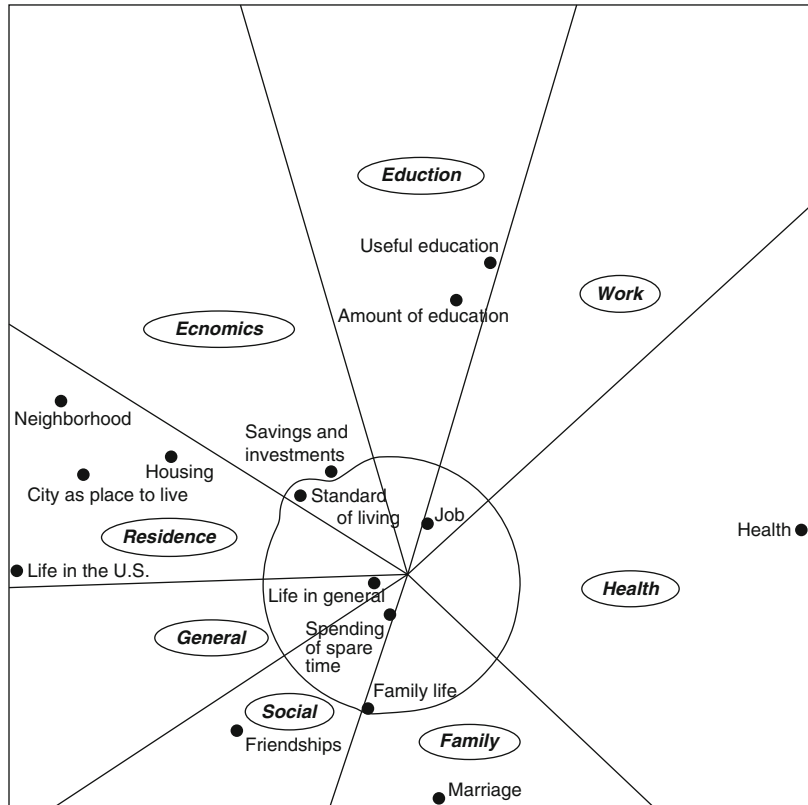 Eduction
Useful education
Work
Amount of education
Ecnomics
Neighborhood
Savings and
investments
Housing
City as place to live
Standard
of living
Job
Health
Residence
Life in the U.S.
Life in general
Health
General
Spending
of spare
time
Family life
Social
Friendships
Family
Marriage